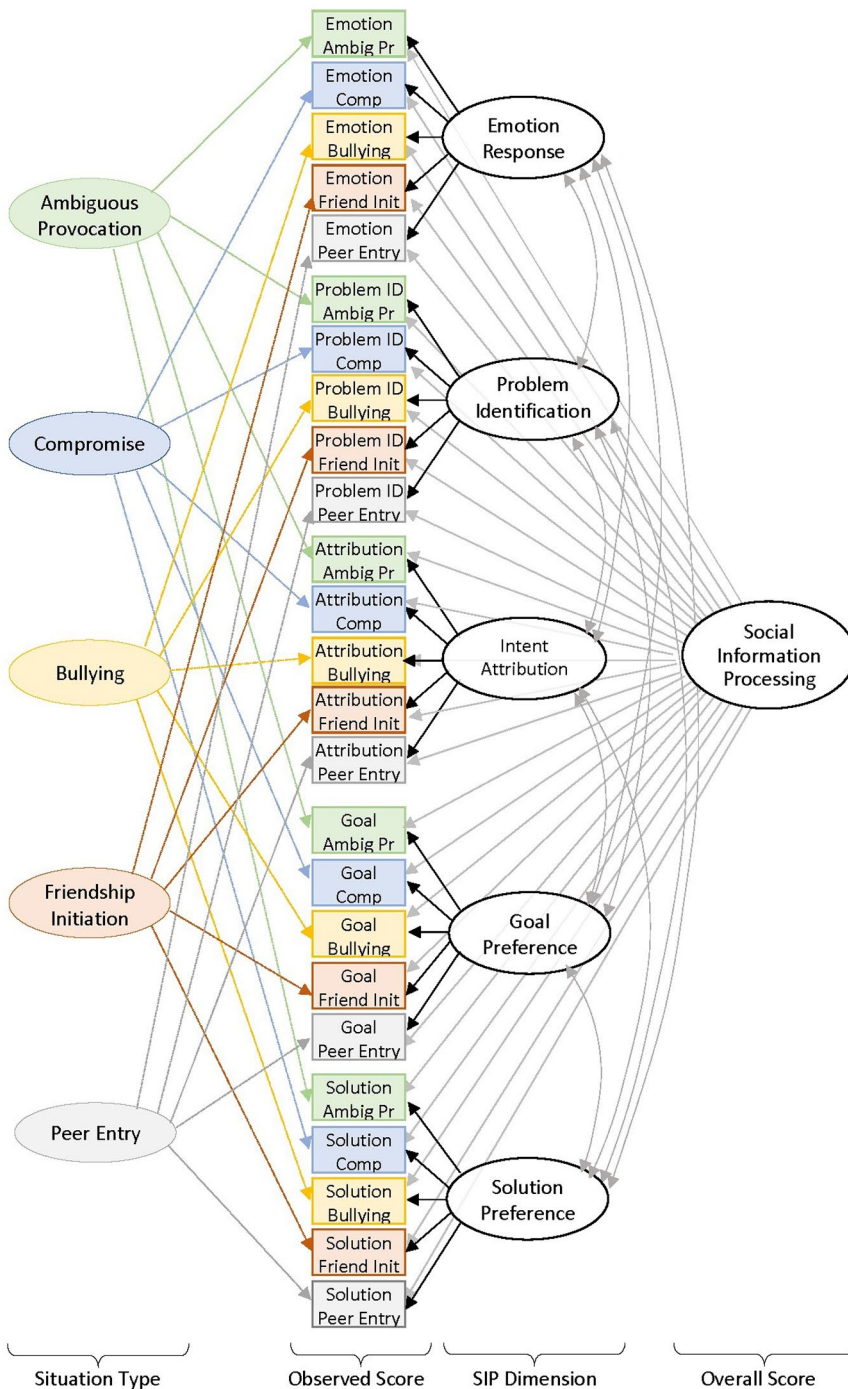 Emotion
Ambig Pr
Emotion
Comp
Emotion
Bullying
Emotion
Friend Init
Emotion
Peer Entry
Problem ID
Ambig Pr
Problem ID
Comp
Problem ID
Bullying
Problem ID
Friend Init
Problem ID
Peer Entry
Attribution
Ambig Pr
Attribution
Comp
Attribution
Bullying
Attribution
Friend Init
Attribution
Peer Entry
Goal
Ambig Pr
Goal
Comp
Goal
Bullying
Goal
Friend Init
Goal
Peer Entry
Solution
Ambig Pr
Solution
Comp
Solution
Bullying
Solution
Friend Init
Solution
Peer Entry
Ambiguous
Provocation
Compromise
Bullying
Friendship
Initiation
Peer Entry
Emotion
Response
Problem
Identification
Intent
Attribution
Goal
Preference
Solution
Preference
Social
Information
Processing
Situation Type
Observed Score
SIP Dimension
Overall Score